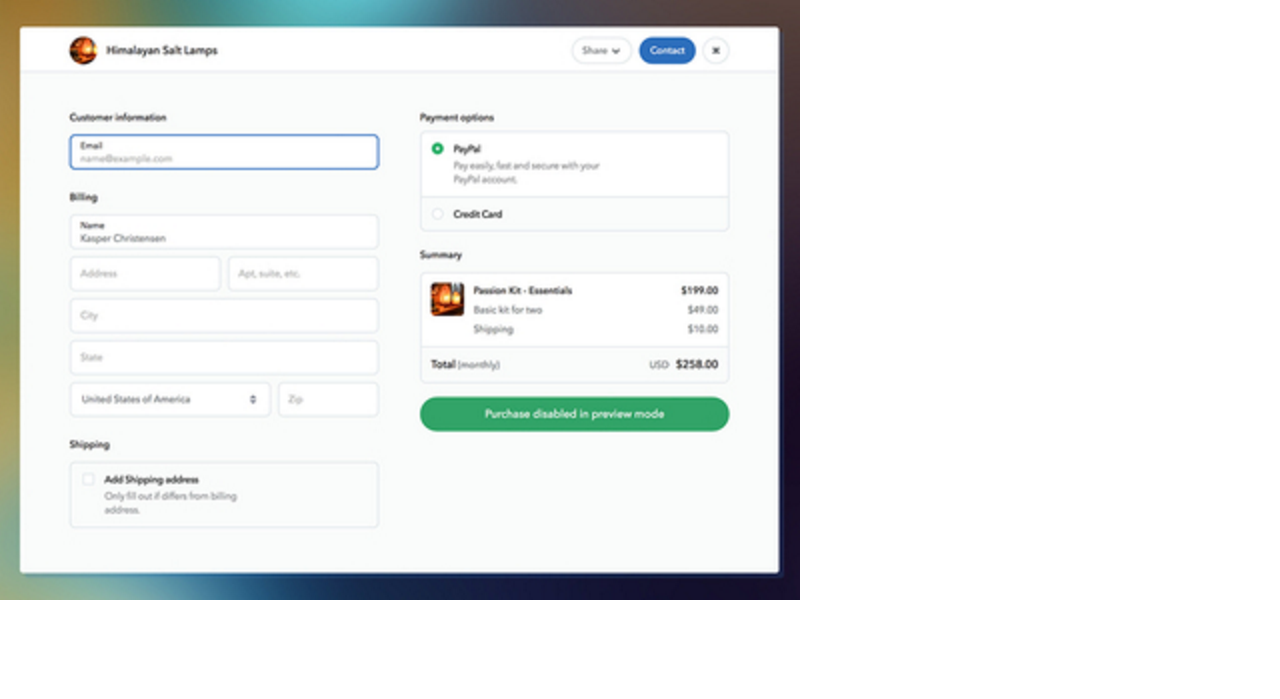 Himalayan Salt Lamps
Share
Contact
Customer information
Email
name@example.com
Billing
Name
Kasper Christensen
Address
Apt, suite, etc.
City
State
United States of America
Zip
Shipping
Add Shipping address
Only fill out if differs from billing
address.
Payment options
PayPal
Pay easily, fast and secure with your
PayPal account.
Credit Card
Summary
Passion Kit - Essentials $199.00
Basic kit for two $49.00
Shipping $10.00
Total (monthly) USD $258.00
Purchase disabled in preview mode